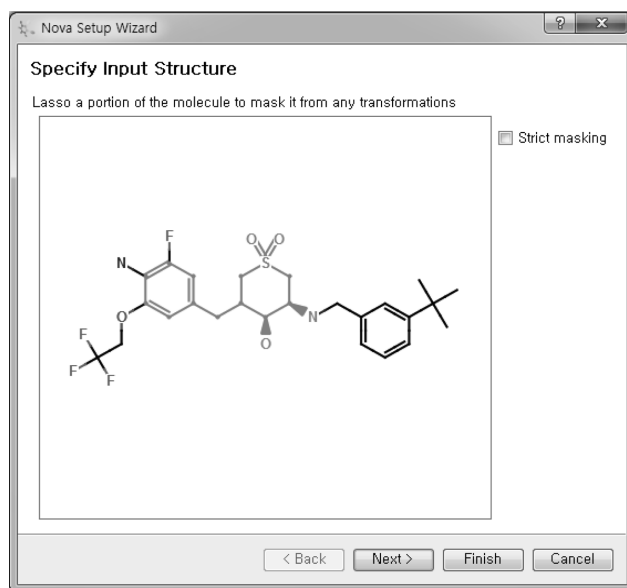 Nova Setup Wizard
Specify Input Structure
Lasso a portion of the molecule to mask it from any transformations
Strict masking
O O
F
S
N
O
N
O
F
F
F
< Back Next > Finish Cancel